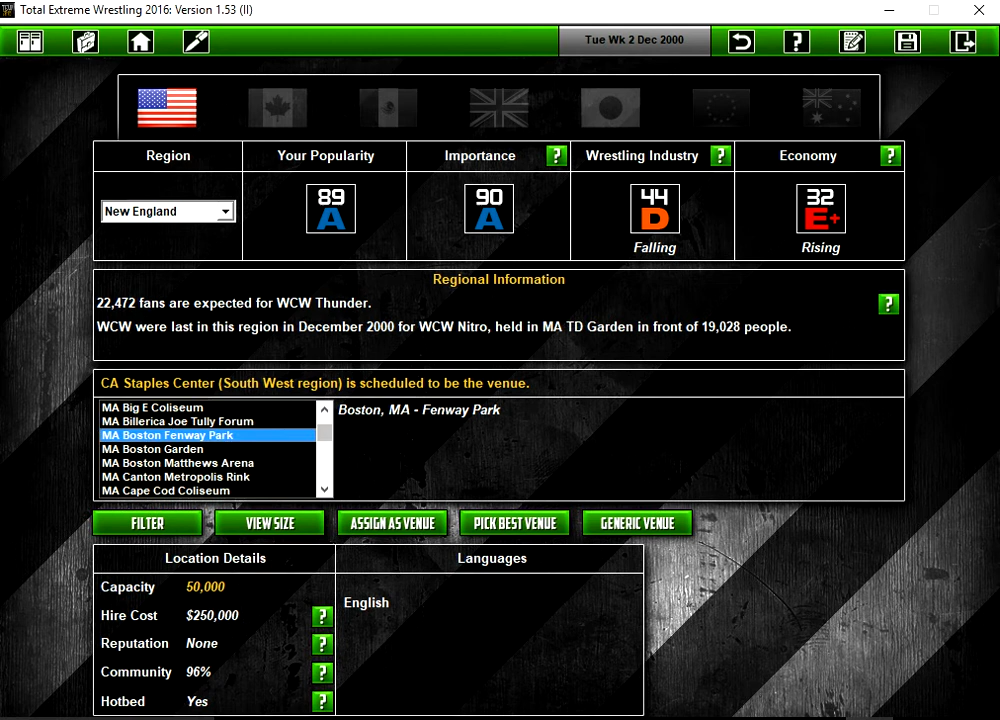 Total Extreme Wrestling 2016: Version 1.53 (II)
Tue Wk 2 Dec 2000
?
Region
Your Popularity
Importance ?
Wrestling Industry ?
Economy ?
New England
89
A
90
A
44
D
Falling
32
E+
Rising
Regional Information
22,472 fans are expected for WCW Thunder.
?
WCW were last in this region in December 2000 for WCW Nitro, held in MA TD Garden in front of 19,028 people.
CA Staples Center (South West region) is scheduled to be the venue.
MA Big E Coliseum
MA Billerica Joe Tully Forum
MA Boston Fenway Park
MA Boston Garden
MA Boston Matthews Arena
MA Canton Metropolis Rink
MA Cape Cod Coliseum
Boston, MA - Fenway Park
FILTER
VIEW SIZE
ASSIGN AS VENUE
PICK BEST VENUE
GENERIC VENUE
Location Details
Languages
Capacity 50,000
Hire Cost $250,000 ?
Reputation None ?
Community 96% ?
Hotbed Yes ?
English